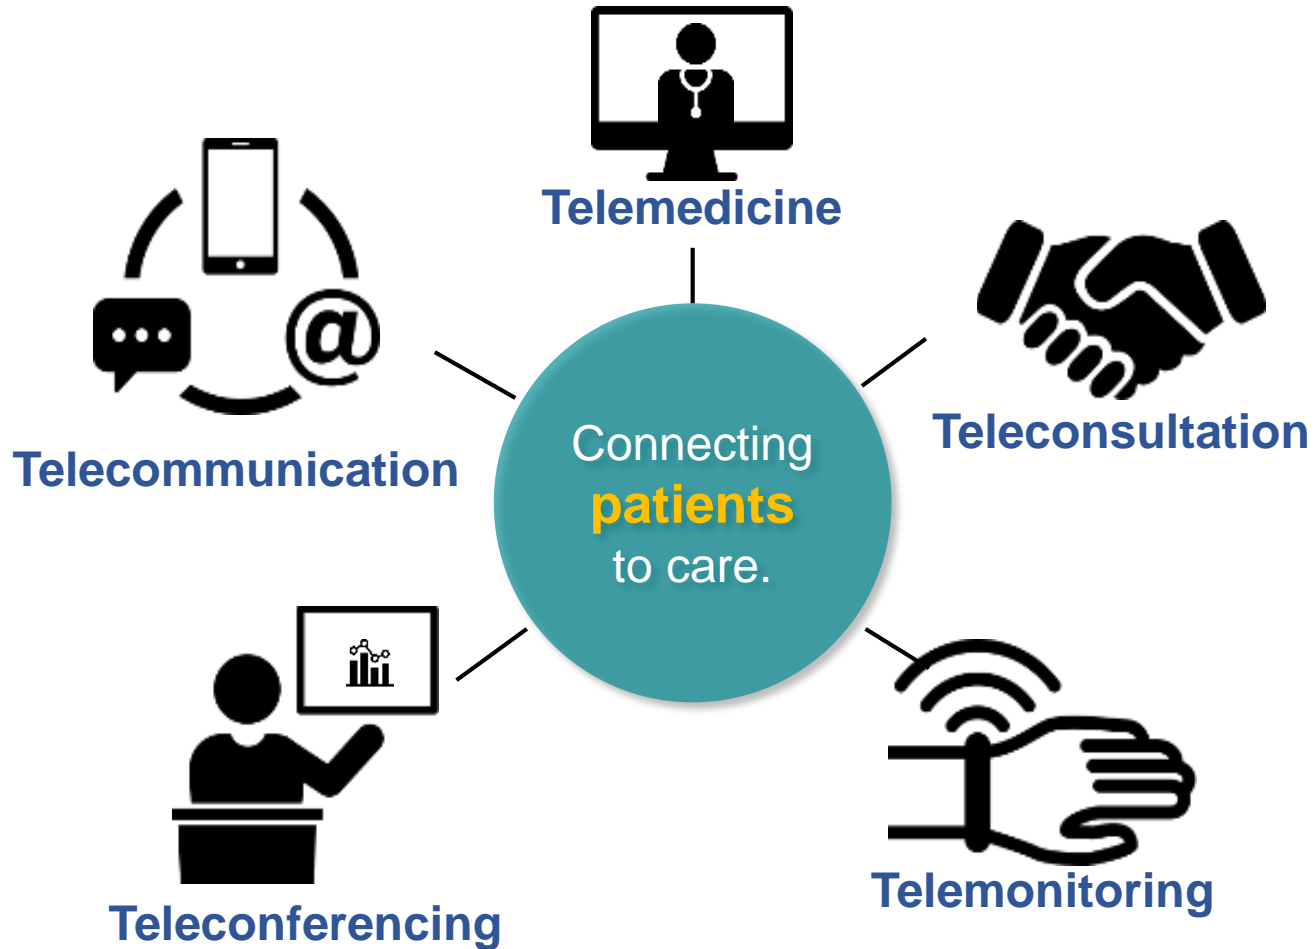 Telemedicine
Telecommunication
Teleconsultation
Connecting
patients
to care.
Teleconferencing
Telemonitoring
@